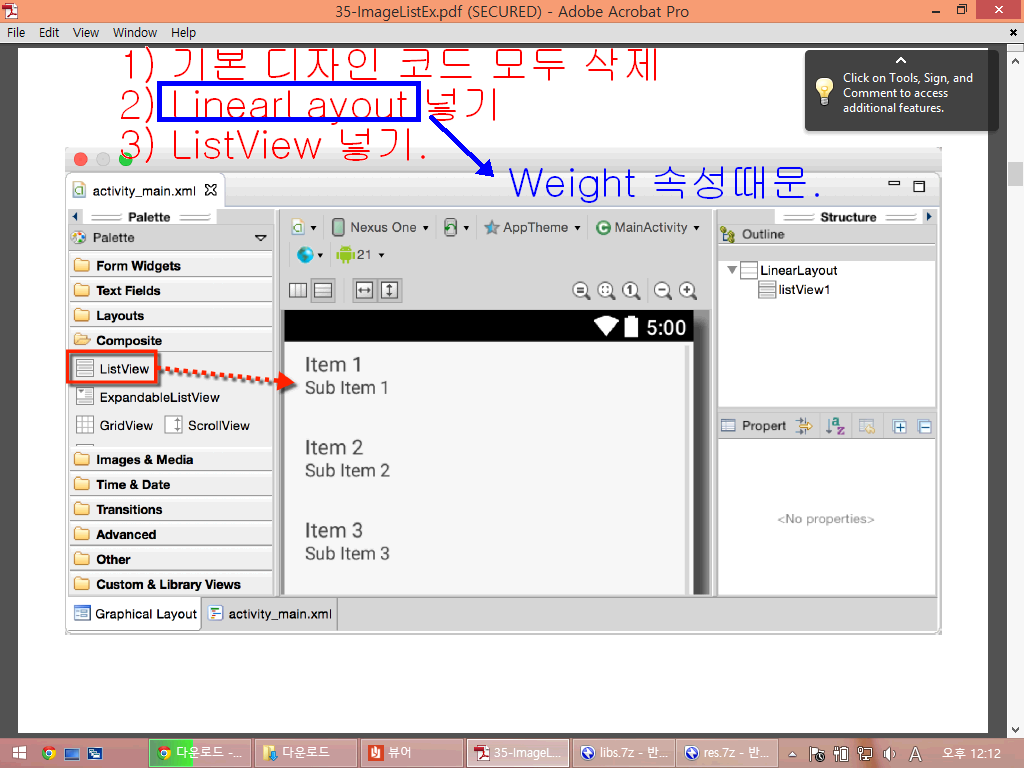 35-ImageListEx.pdf (SECURED) - Adobe Acrobat Pro
File Edit View Window Help
1) 기본 디자인 코드 모두 삭제
2) LinearLayout 넣기
3) ListView 넣기.
Weight 속성때문.
Click on Tools, Sign, and
Comment to access
additional features.
activity_main.xml
Palette
Palette
Form Widgets
Text Fields
Layouts
Composite
ListView
ExpandableListView
GridView ScrollView
Images & Media
Time & Date
Transitions
Advanced
Other
Custom & Library Views
Nexus One AppTheme MainActivity
21
5:00
Item 1
Sub Item 1
Item 2
Sub Item 2
Item 3
Sub Item 3
Structure
Outline
LinearLayout
listView1
Propert
<No properties>
Graphical Layout activity_main.xml
다운로드 -... 다운로드 뷰어 35-ImageL... libs.7z - 반... res.7z - 반... A 오후 12:12